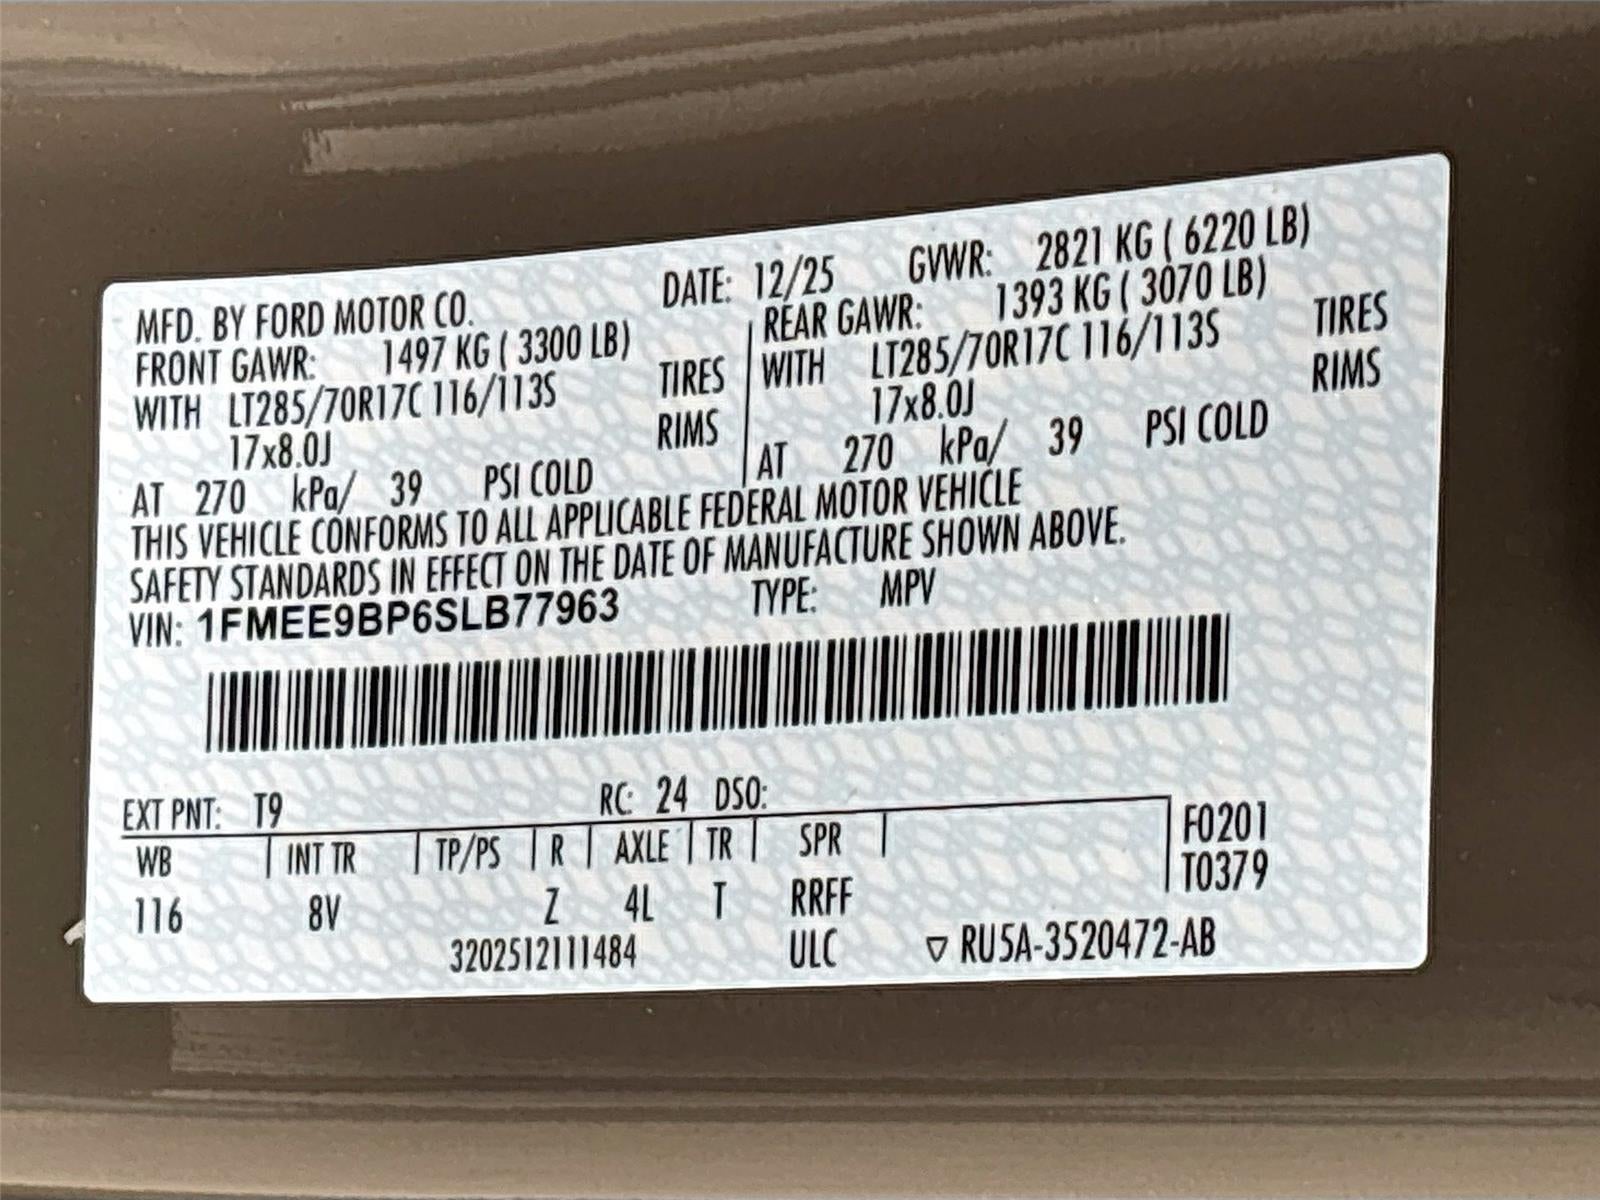 MFD. BY FORD MOTOR CO. DATE: 12/25 GVWR: 2821 KG ( 6220 LB)
FRONT GAWR: 1497 KG ( 3300 LB) REAR GAWR: 1393 KG ( 3070 LB)
WITH LT285/70R17C 116/113S TIRES WITH LT285/70R17C 116/113S TIRES
17x8.0J RIMS 17x8.0J RIMS
AT 270 kPa/ 39 PSI COLD AT 270 kPa/ 39 PSI COLD
THIS VEHICLE CONFORMS TO ALL APPLICABLE FEDERAL MOTOR VEHICLE
SAFETY STANDARDS IN EFFECT ON THE DATE OF MANUFACTURE SHOWN ABOVE.
VIN: 1FMEE9BP6SLB77963 TYPE: MPV
EXT PNT: T9 RC: 24 DSO: F0201
WB INT TR TP/PS R AXLE TR SPR T0379
116 8V Z 4L T RRFF
3202512111484 ULC ▽ RU5A-3520472-AB